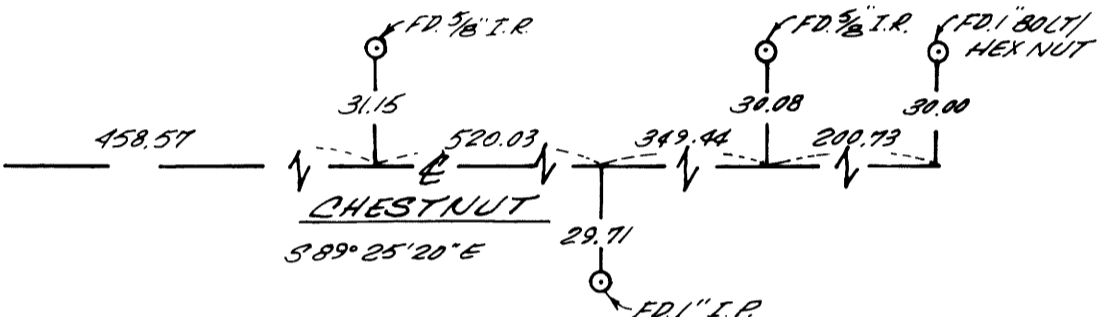 FD. 5/8" I.R.
FD. 5/8" I.R.
FD. 1" BOLT/
HEX NUT
31.15
30.08
30.00
458.57
520.03
349.44
200.73
℄
CHESTNUT
S 89° 25' 20" E
29.71
FD. 1" I.P.